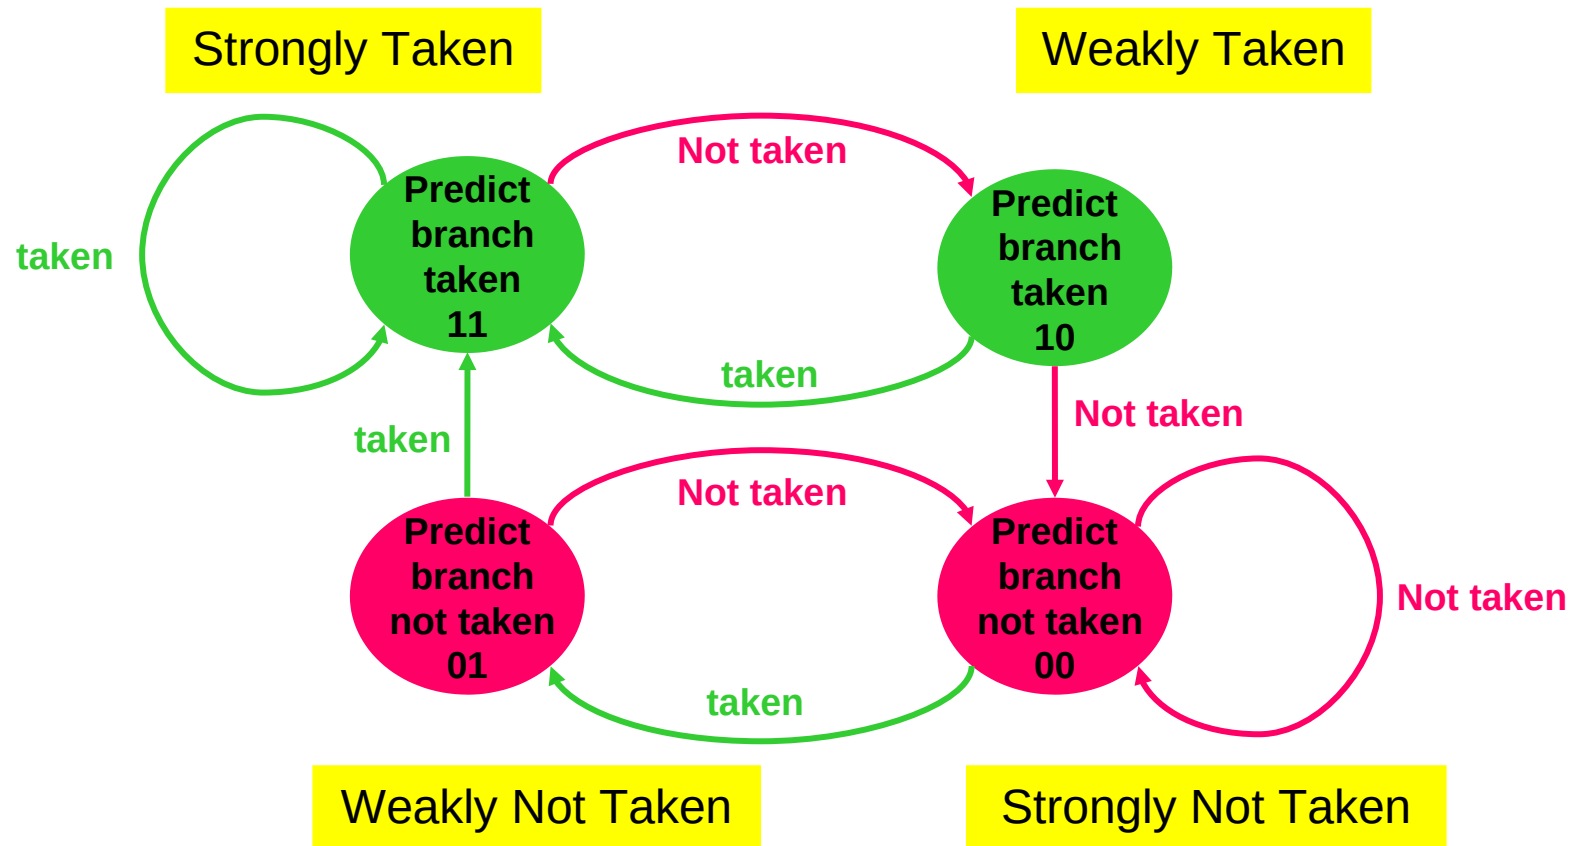 Strongly Taken
Weakly Taken
Not taken
Predict
branch
taken
11
Predict
branch
taken
10
taken
taken
Not taken
taken
Not taken
Predict
branch
not taken
01
Predict
branch
not taken
00
Not taken
taken
Weakly Not Taken
Strongly Not Taken